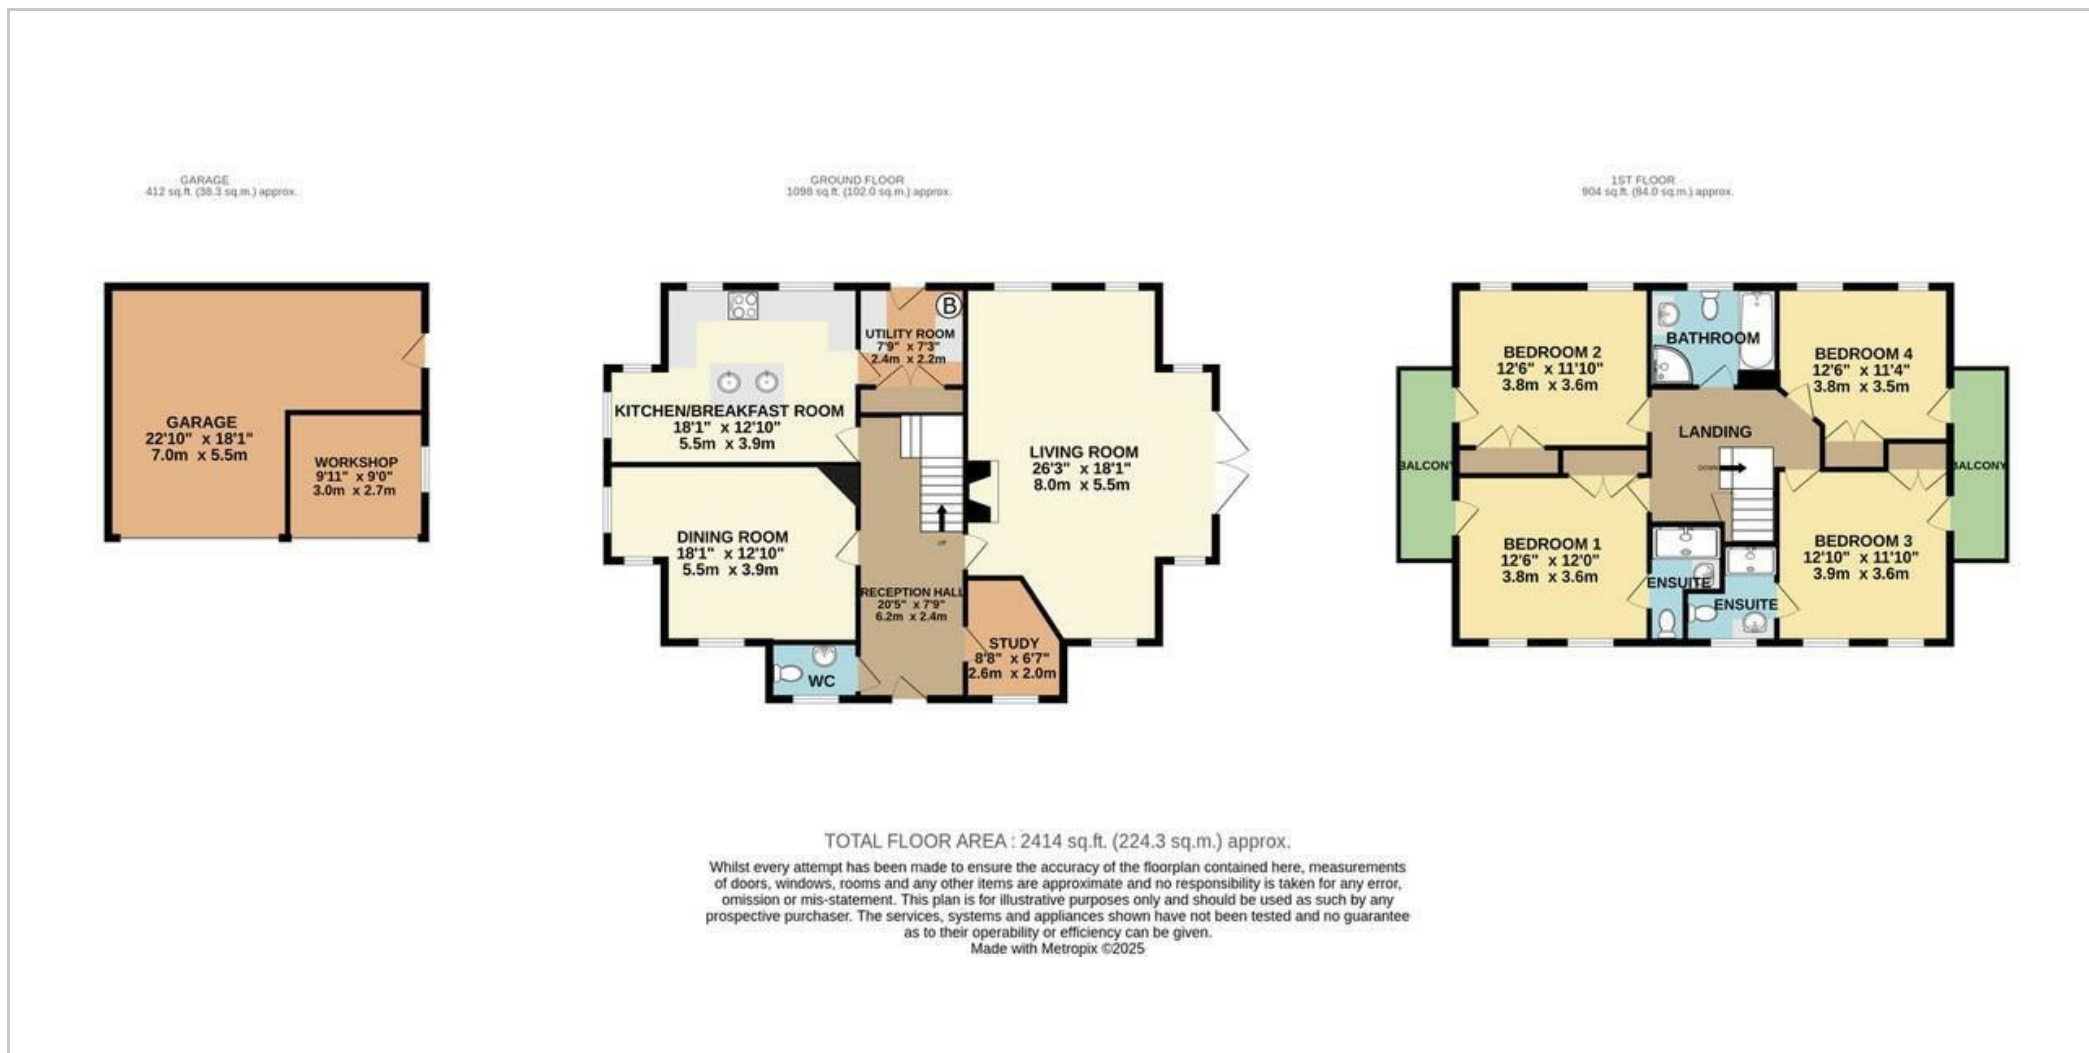 GARAGE
412 sq.ft. (38.3 sq.m.) approx.
GROUND FLOOR
1098 sq.ft. (102.0 sq.m.) approx.
1ST FLOOR
904 sq.ft. (84.0 sq.m.) approx.
GARAGE
22'10" x 18'1"
7.0m x 5.5m
WORKSHOP
9'11" x 9'0"
3.0m x 2.7m
B
UTILITY ROOM
7'9" x 7'3"
2.4m x 2.2m
KITCHEN/BREAKFAST ROOM
18'1" x 12'10"
5.5m x 3.9m
LIVING ROOM
26'3" x 18'1"
8.0m x 5.5m
DINING ROOM
18'1" x 12'10"
5.5m x 3.9m
UP
RECEPTION HALL
20'5" x 7'9"
6.2m x 2.4m
STUDY
8'8" x 6'7"
2.6m x 2.0m
WC
BATHROOM
BEDROOM 2
12'6" x 11'10"
3.8m x 3.6m
BEDROOM 4
12'6" x 11'4"
3.8m x 3.5m
LANDING
BALCONY
DOWN
BALCONY
BEDROOM 1
12'6" x 12'0"
3.8m x 3.6m
BEDROOM 3
12'10" x 11'10"
3.9m x 3.6m
ENSUITE
ENSUITE
TOTAL FLOOR AREA : 2414 sq.ft. (224.3 sq.m.) approx.
Whilst every attempt has been made to ensure the accuracy of the floorplan contained here, measurements
of doors, windows, rooms and any other items are approximate and no responsibility is taken for any error,
omission or mis-statement. This plan is for illustrative purposes only and should be used as such by any
prospective purchaser. The services, systems and appliances shown have not been tested and no guarantee
as to their operability or efficiency can be given.
Made with Metropix ©2025